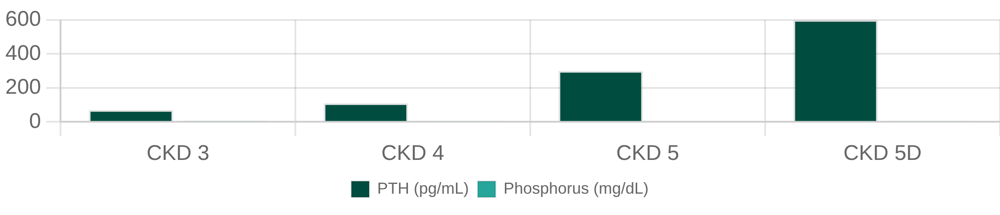 600
400
200
0
CKD 3 CKD 4 CKD 5 CKD 5D
PTH (pg/mL) Phosphorus (mg/dL)